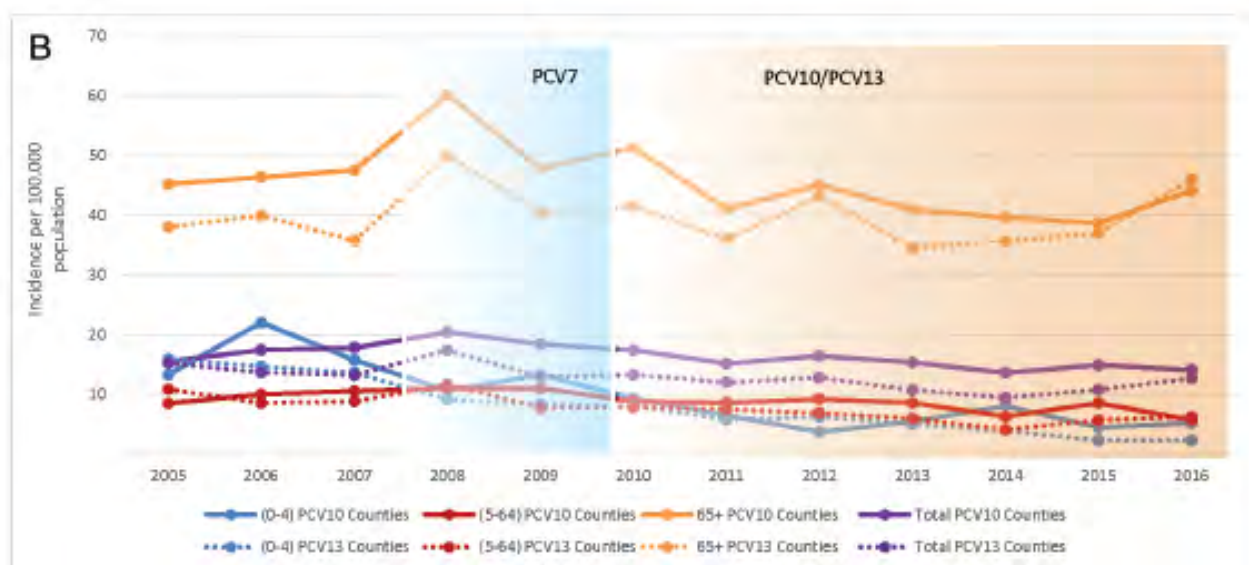 B
70
60
50
40
30
20
10
Incidence per 100.000
population
PCV7
PCV10/PCV13
2005 2006 2007 2008 2009 2010 2011 2012 2013 2014 2015 2016
(0-4) PCV10 Counties (5-64) PCV10 Counties 65+ PCV10 Counties Total PCV10 Counties
(0-4) PCV13 Counties (5-64) PCV13 Counties 65+ PCV13 Counties Total PCV13 Counties